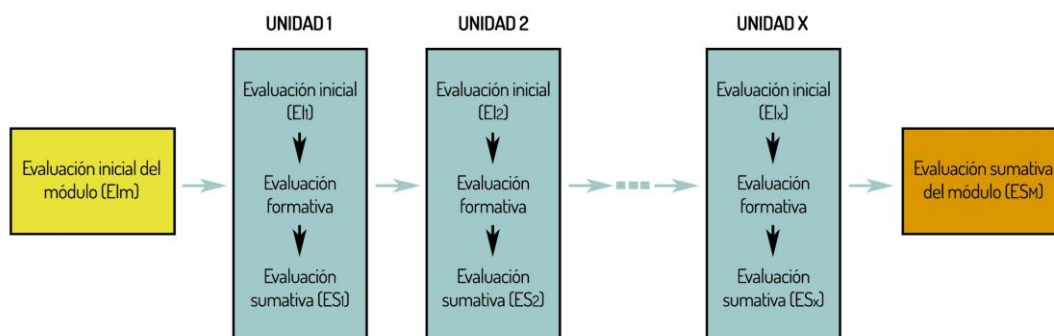 UNIDAD 1
UNIDAD 2
UNIDAD X
Evaluación inicial del
módulo (EIm)
Evaluación inicial
(EI1)
Evaluación
formativa
Evaluación
sumativa (ES1)
Evaluación inicial
(EI2)
Evaluación
formativa
Evaluación
sumativa (ES2)
Evaluación inicial
(EIx)
Evaluación
formativa
Evaluación
sumativa (ESx)
Evaluación sumativa
del módulo (ESM)